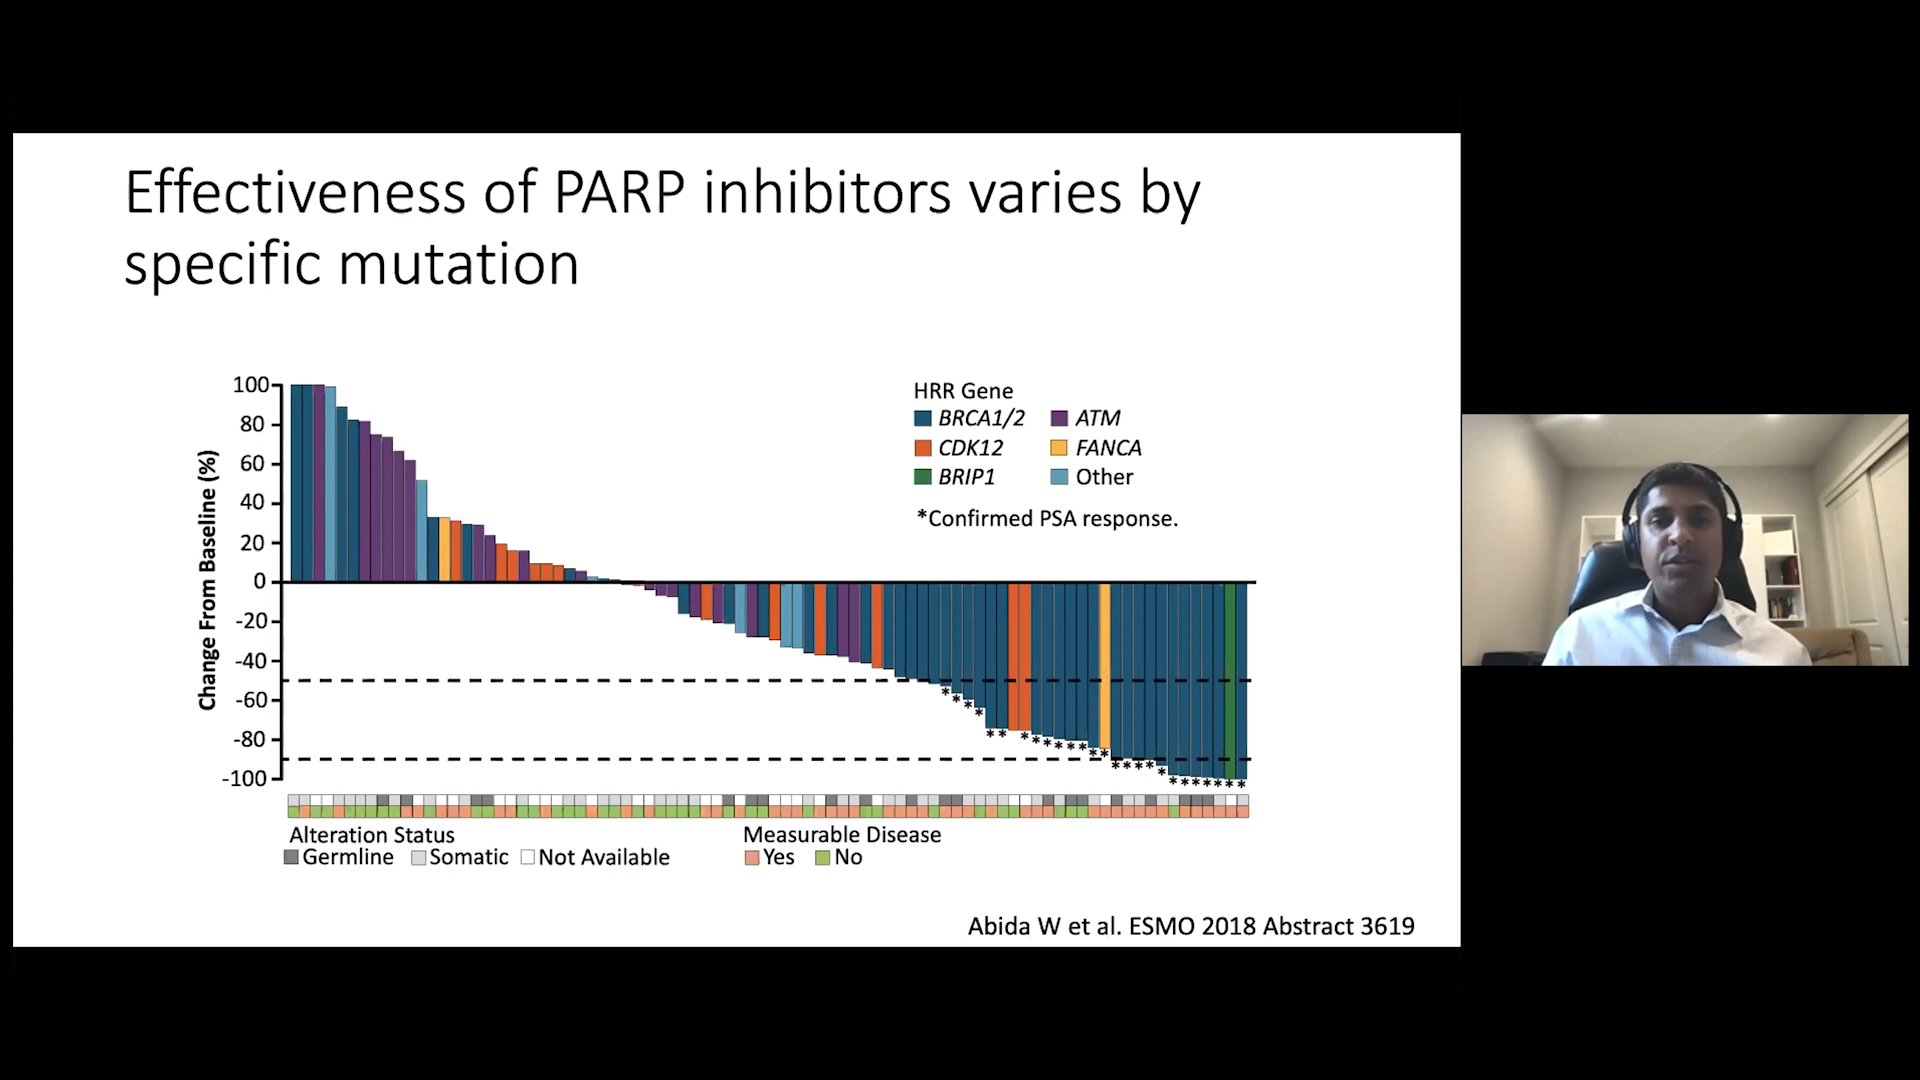 Effectiveness of PARP inhibitors varies by
specific mutation
Change From Baseline (%)
100
80
60
40
20
0
-20
-40
-60
-80
-100
HRR Gene
BRCA1/2 ATM
CDK12 FANCA
BRIP1 Other
*Confirmed PSA response.
* * * * * * * * * * * * * * * * * * * * * * * * * *
Alteration Status
Germline Somatic Not Available
Measurable Disease
Yes No
Abida W et al. ESMO 2018 Abstract 3619